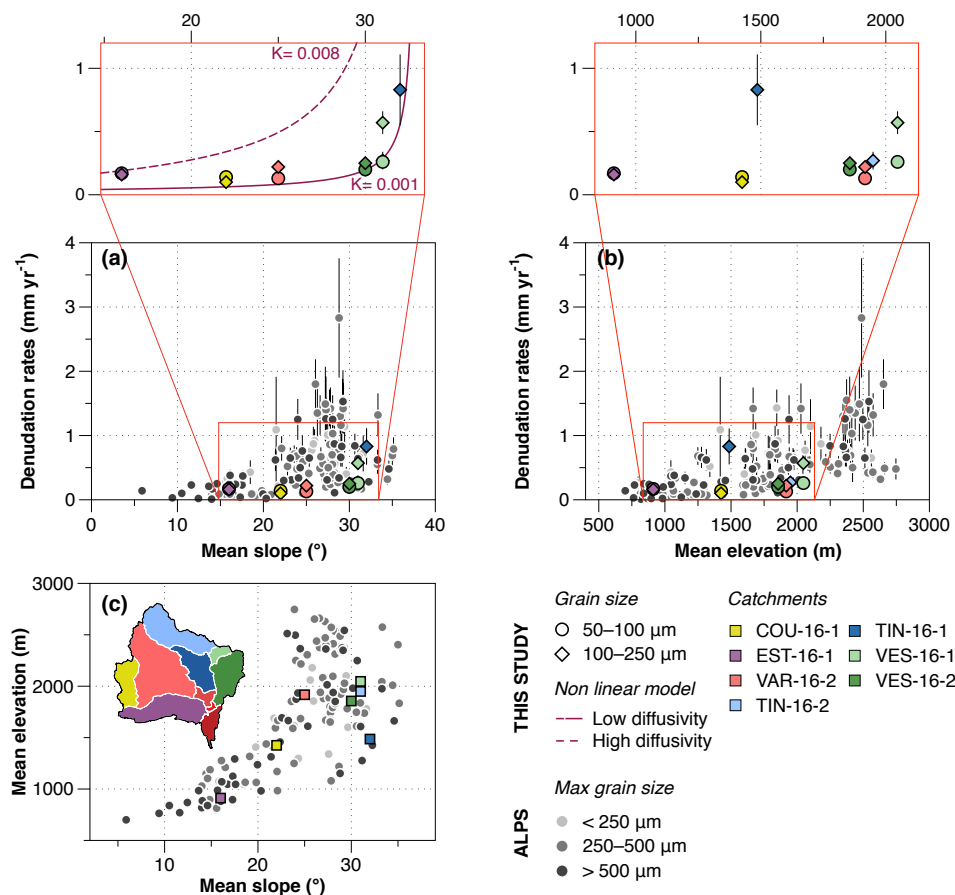 20
30
1
0
K= 0.008
K= 0.001
1000
1500
2000
1
0
(a)
4
3
2
1
0
Denudation rates (mm yr-1)
0
10
20
30
40
Mean slope (°)
(b)
4
3
2
1
0
Denudation rates (mm yr-1)
500
1000
1500
2000
2500
3000
Mean elevation (m)
(c)
3000
2000
1000
Mean elevation (m)
10
20
30
Mean slope (°)
THIS STUDY
Grain size
50–100 µm
100–250 µm
Non linear model
Low diffusivity
High diffusivity
Catchments
COU-16-1
EST-16-1
VAR-16-2
TIN-16-2
TIN-16-1
VES-16-1
VES-16-2
ALPS
Max grain size
< 250 µm
250–500 µm
> 500 µm